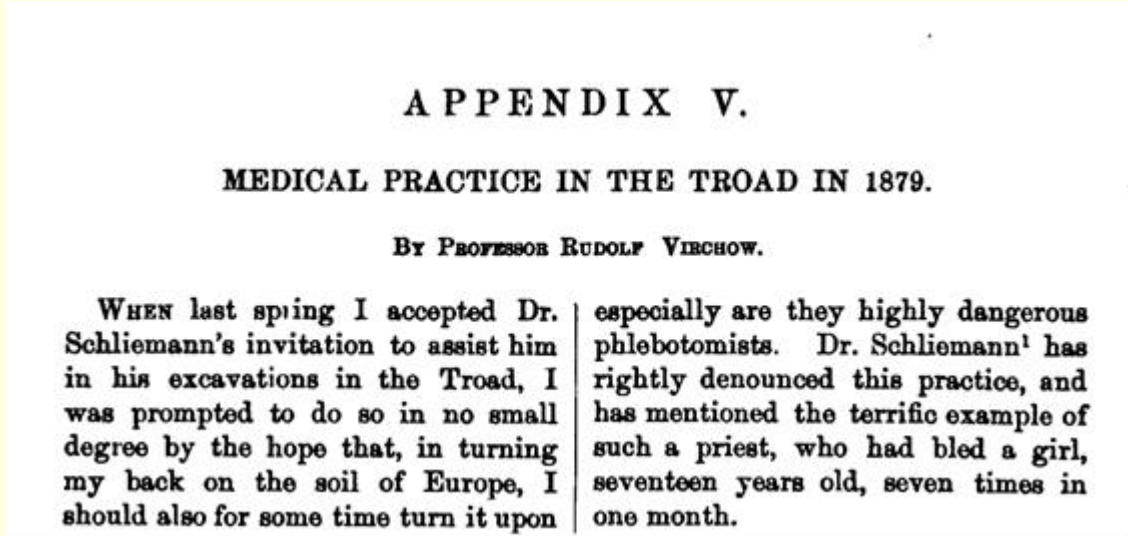 APPENDIX V.
MEDICAL PRACTICE IN THE TROAD IN 1879.
BY PROFESSOR RUDOLF VIRCHOW.
WHEN last spring I accepted Dr.
Schliemann's invitation to assist him
in his excavations in the Troad, I
was prompted to do so in no small
degree by the hope that, in turning
my back on the soil of Europe, I
should also for some time turn it upon
especially are they highly dangerous
phlebotomists. Dr. Schliemann¹ has
rightly denounced this practice, and
has mentioned the terrific example of
such a priest, who had bled a girl,
seventeen years old, seven times in
one month.